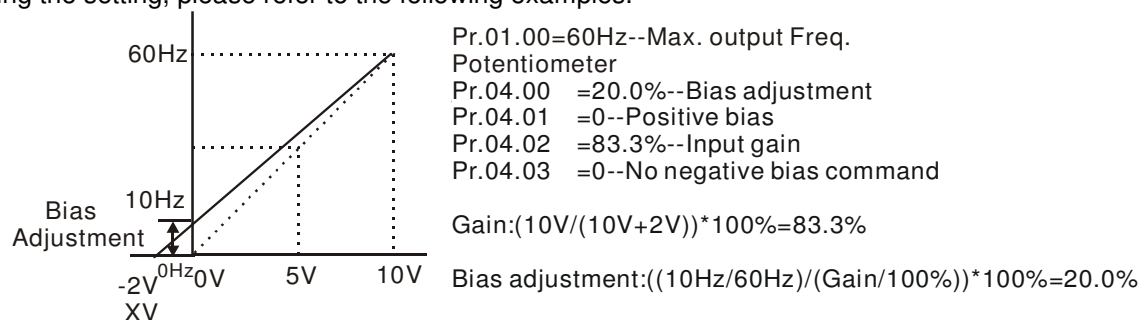 ing the setting, please refer to the following examples.
60Hz
10Hz
Bias
Adjustment
-2V
0Hz
0V
5V
10V
XV
Pr.01.00=60Hz--Max. output Freq.
Potentiometer
Pr.04.00 =20.0%--Bias adjustment
Pr.04.01 =0--Positive bias
Pr.04.02 =83.3%--Input gain
Pr.04.03 =0--No negative bias command
Gain:(10V/(10V+2V))*100%=83.3%
Bias adjustment:((10Hz/60Hz)/(Gain/100%))*100%=20.0%